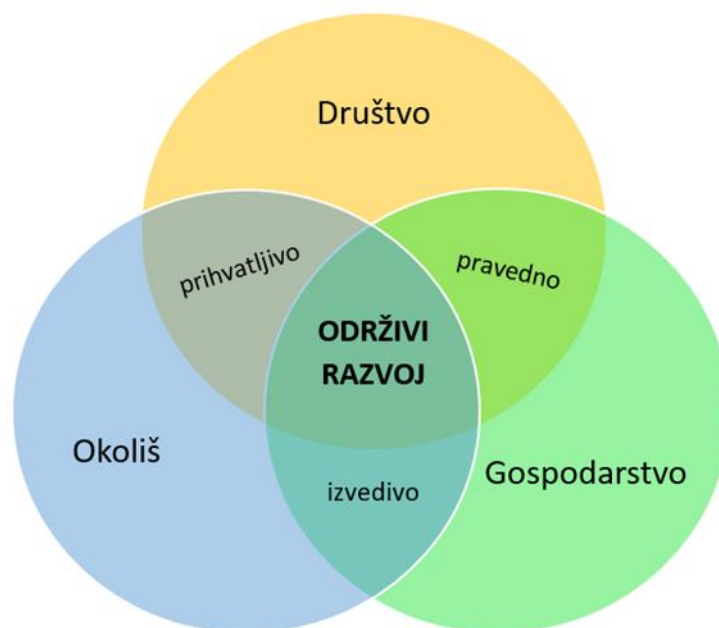 Društvo
prihvatljivo
pravedno
ODRŽIVI
RAZVOJ
Okoliš
Gospodarstvo
izvedivo